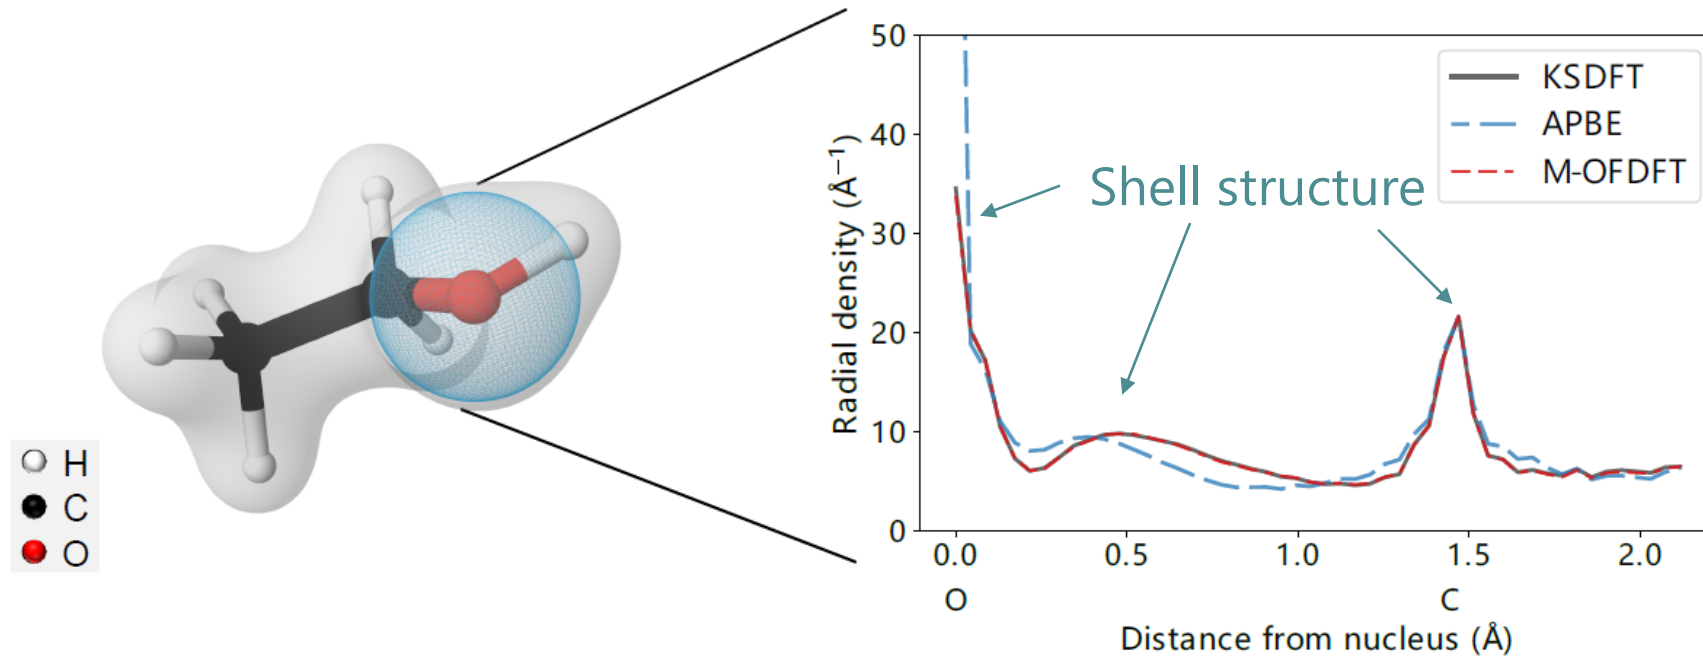 H
C
O
50
40
30
20
10
0
Radial density (Å⁻¹)
KSDFT
APBE
M-OFDFT
Shell structure
0.0 0.5 1.0 1.5 2.0
O C
Distance from nucleus (Å)